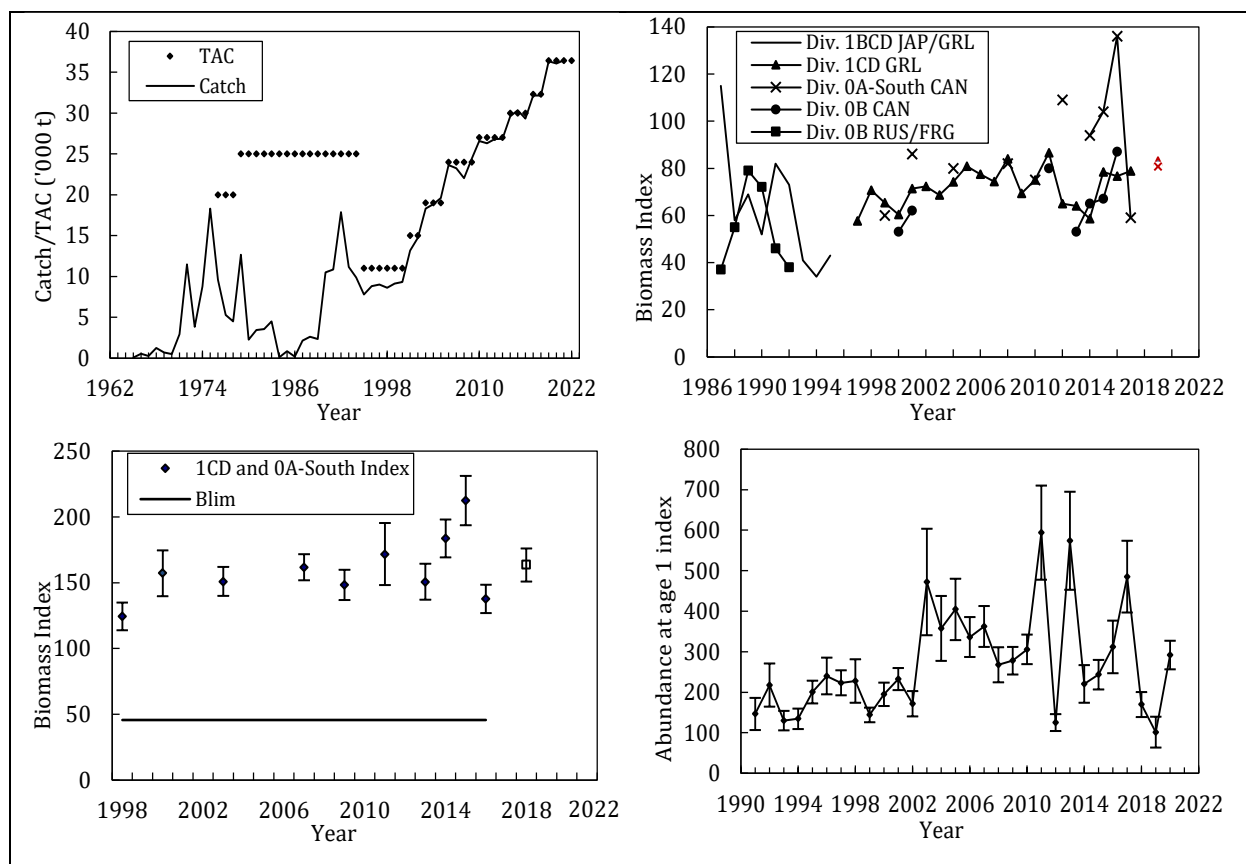 Catch/TAC ('000 t)
40
35
30
25
20
15
10
5
0
TAC
Catch
1962 1974 1986 1998 2010 2022
Year
Biomass Index
140
120
100
80
60
40
20
0
Div. 1BCD JAP/GRL
Div. 1CD GRL
Div. 0A-South CAN
Div. 0B CAN
Div. 0B RUS/FRG
1986 1990 1994 1998 2002 2006 2010 2014 2018 2022
Year
Biomass Index
250
200
150
100
50
0
1CD and 0A-South Index
Blim
1998 2002 2006 2010 2014 2018 2022
Year
Abundance at age 1 index
800
700
600
500
400
300
200
100
0
1990 1994 1998 2002 2006 2010 2014 2018 2022
Year